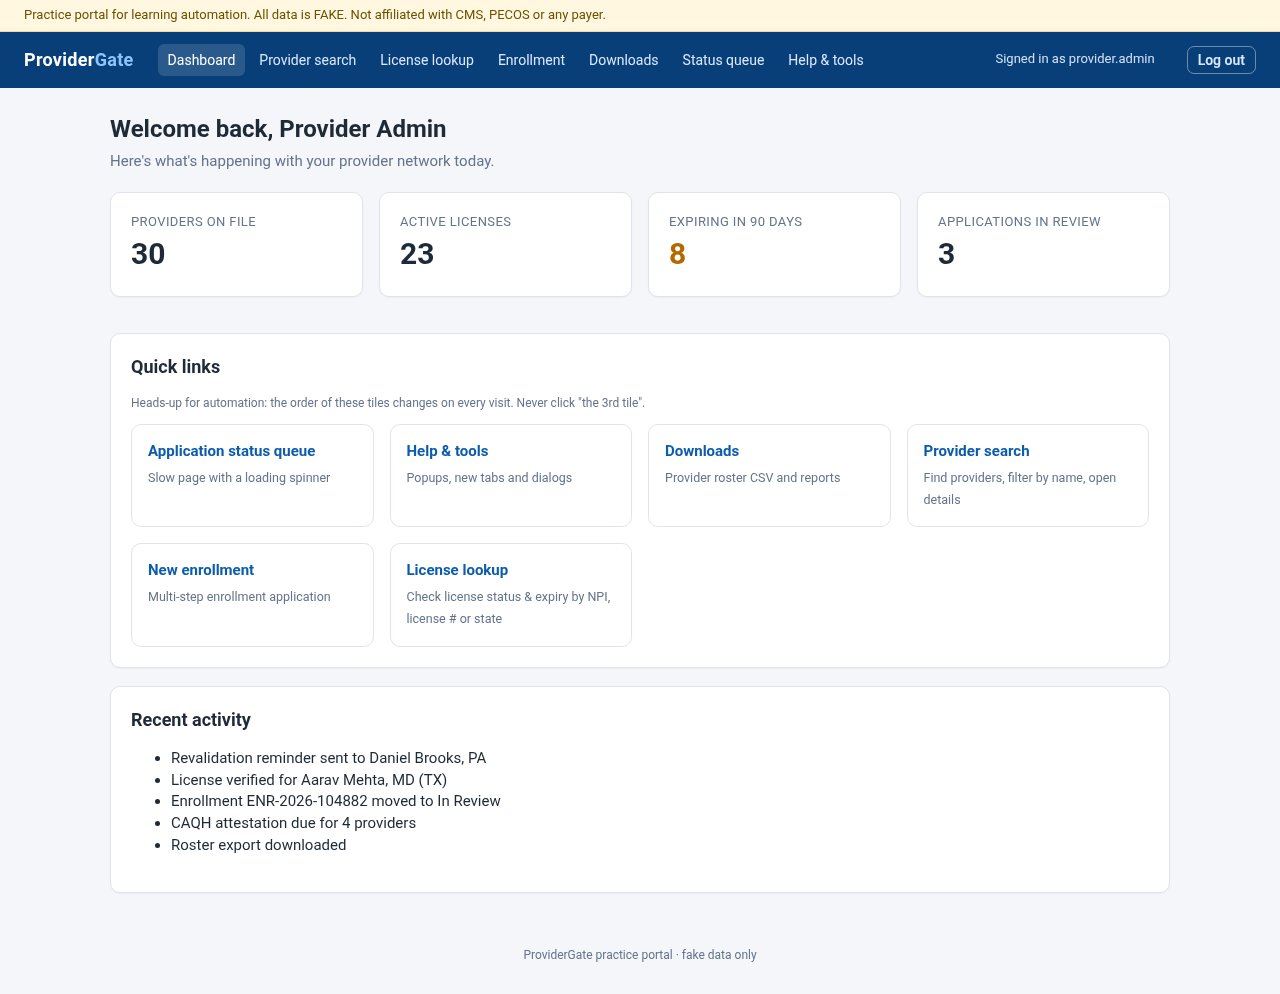 Practice portal for learning automation. All data is FAKE. Not affiliated with CMS, PECOS or any payer.
ProviderGate Dashboard Provider search License lookup Enrollment Downloads Status queue Help & tools Signed in as provider.admin Log out
Welcome back, Provider Admin
Here's what's happening with your provider network today.
PROVIDERS ON FILE
30
ACTIVE LICENSES
23
EXPIRING IN 90 DAYS
8
APPLICATIONS IN REVIEW
3
Quick links
Heads-up for automation: the order of these tiles changes on every visit. Never click "the 3rd tile".
Application status queue
Slow page with a loading spinner
Help & tools
Popups, new tabs and dialogs
Downloads
Provider roster CSV and reports
Provider search
Find providers, filter by name, open
details
New enrollment
Multi-step enrollment application
License lookup
Check license status & expiry by NPI,
license # or state
Recent activity
• Revalidation reminder sent to Daniel Brooks, PA
• License verified for Aarav Mehta, MD (TX)
• Enrollment ENR-2026-104882 moved to In Review
• CAQH attestation due for 4 providers
• Roster export downloaded
ProviderGate practice portal · fake data only